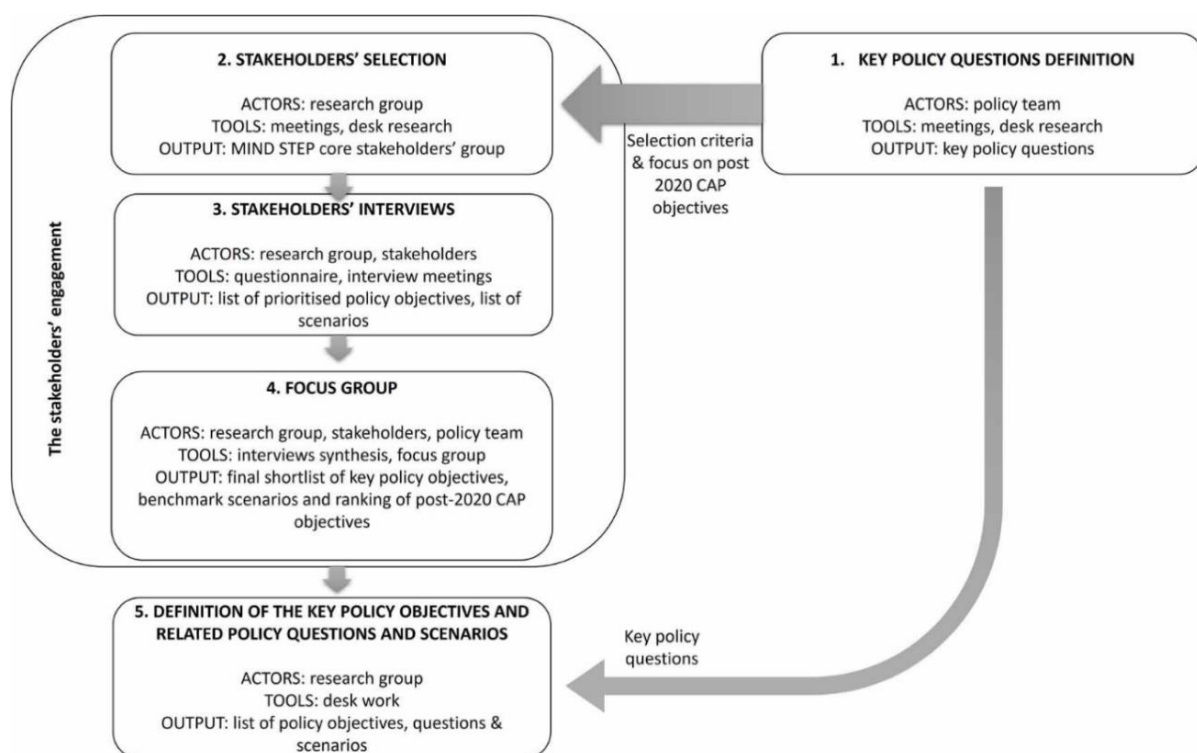 2. STAKEHOLDERS' SELECTION
ACTORS: research group
TOOLS: meetings, desk research
OUTPUT: MIND STEP core stakeholders' group
1. KEY POLICY QUESTIONS DEFINITION
ACTORS: policy team
TOOLS: meetings, desk research
OUTPUT: key policy questions
Selection criteria
& focus on post
2020 CAP
objectives
The stakeholders' engagement
3. STAKEHOLDERS' INTERVIEWS
ACTORS: research group, stakeholders
TOOLS: questionnaire, interview meetings
OUTPUT: list of prioritised policy objectives, list of
scenarios
4. FOCUS GROUP
ACTORS: research group, stakeholders, policy team
TOOLS: interviews synthesis, focus group
OUTPUT: final shortlist of key policy objectives,
benchmark scenarios and ranking of post-2020 CAP
objectives
5. DEFINITION OF THE KEY POLICY OBJECTIVES AND
RELATED POLICY QUESTIONS AND SCENARIOS
ACTORS: research group
TOOLS: desk work
OUTPUT: list of policy objectives, questions &
scenarios
Key policy
questions